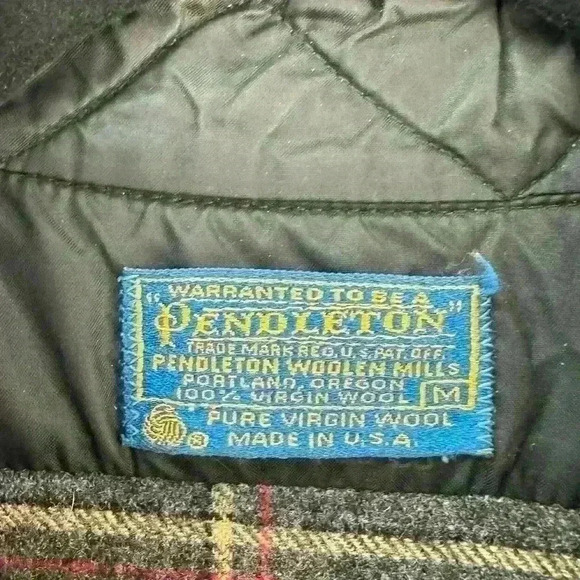 "WARRANTED TO BE A
PENDLETON"
TRADE MARK REG. U.S. PAT. OFF.
PENDLETON WOOLEN MILLS
PORTLAND, OREGON
100% VIRGIN WOOL M
® PURE VIRGIN WOOL
MADE IN U.S.A.